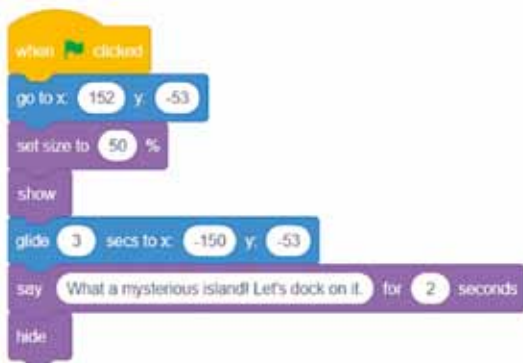 when clicked
go to x: 152 y: -53
set size to 50 %
show
glide 3 secs to x: -150 y: -53
say What a mysterious island! Let's dock on it. for 2 seconds
hide